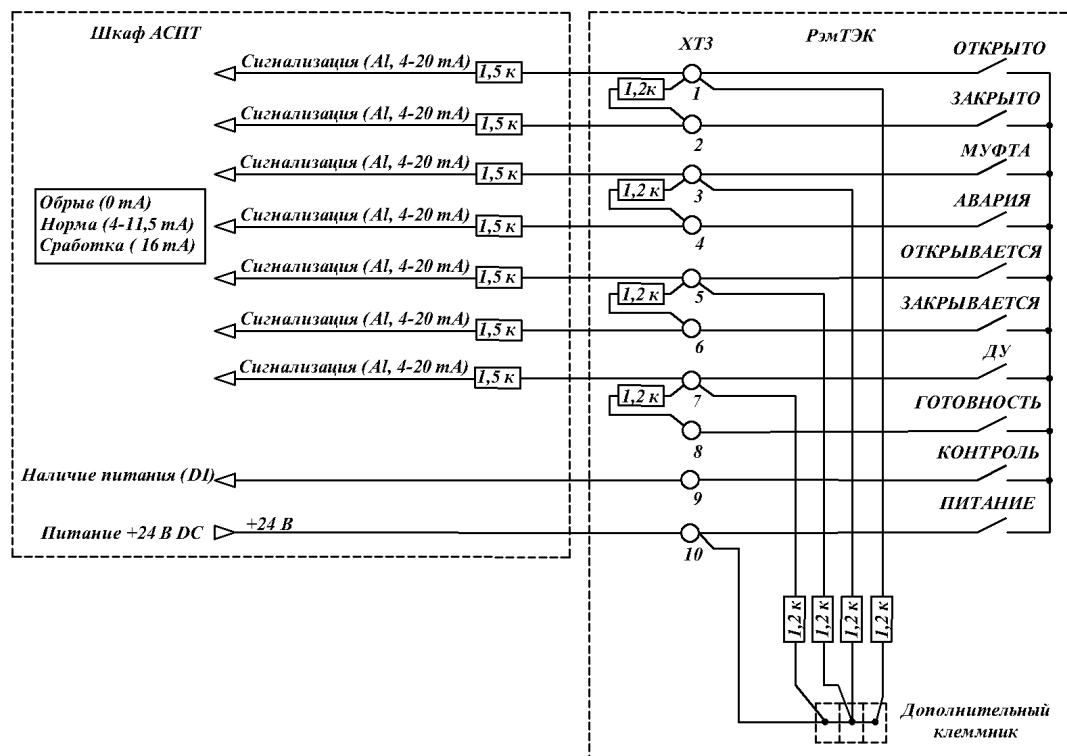 Шкаф АСПТ
РэмТЭК
ХТ3
Сигнализация (AI, 4-20 mA) 1,5 к
ОТКРЫТО
1,2к
1
Сигнализация (AI, 4-20 mA) 1,5 к
ЗАКРЫТО
2
Сигнализация (AI, 4-20 mA) 1,5 к
МУФТА
1,2 к
3
Обрыв (0 mA)
Норма (4-11,5 mA)
Сработка ( 16 mA)
Сигнализация (AI, 4-20 mA) 1,5 к
АВАРИЯ
4
Сигнализация (AI, 4-20 mA) 1,5 к
ОТКРЫВАЕТСЯ
1,2 к
5
Сигнализация (AI, 4-20 mA) 1,5 к
ЗАКРЫВАЕТСЯ
6
Сигнализация (AI, 4-20 mA) 1,5 к
ДУ
1,2 к
7
ГОТОВНОСТЬ
8
Наличие питания (DI)
КОНТРОЛЬ
9
Питание +24 В DC
+24 В
ПИТАНИЕ
10
1,2 к
1,2 к
1,2 к
1,2 к
Дополнительный
клеммник